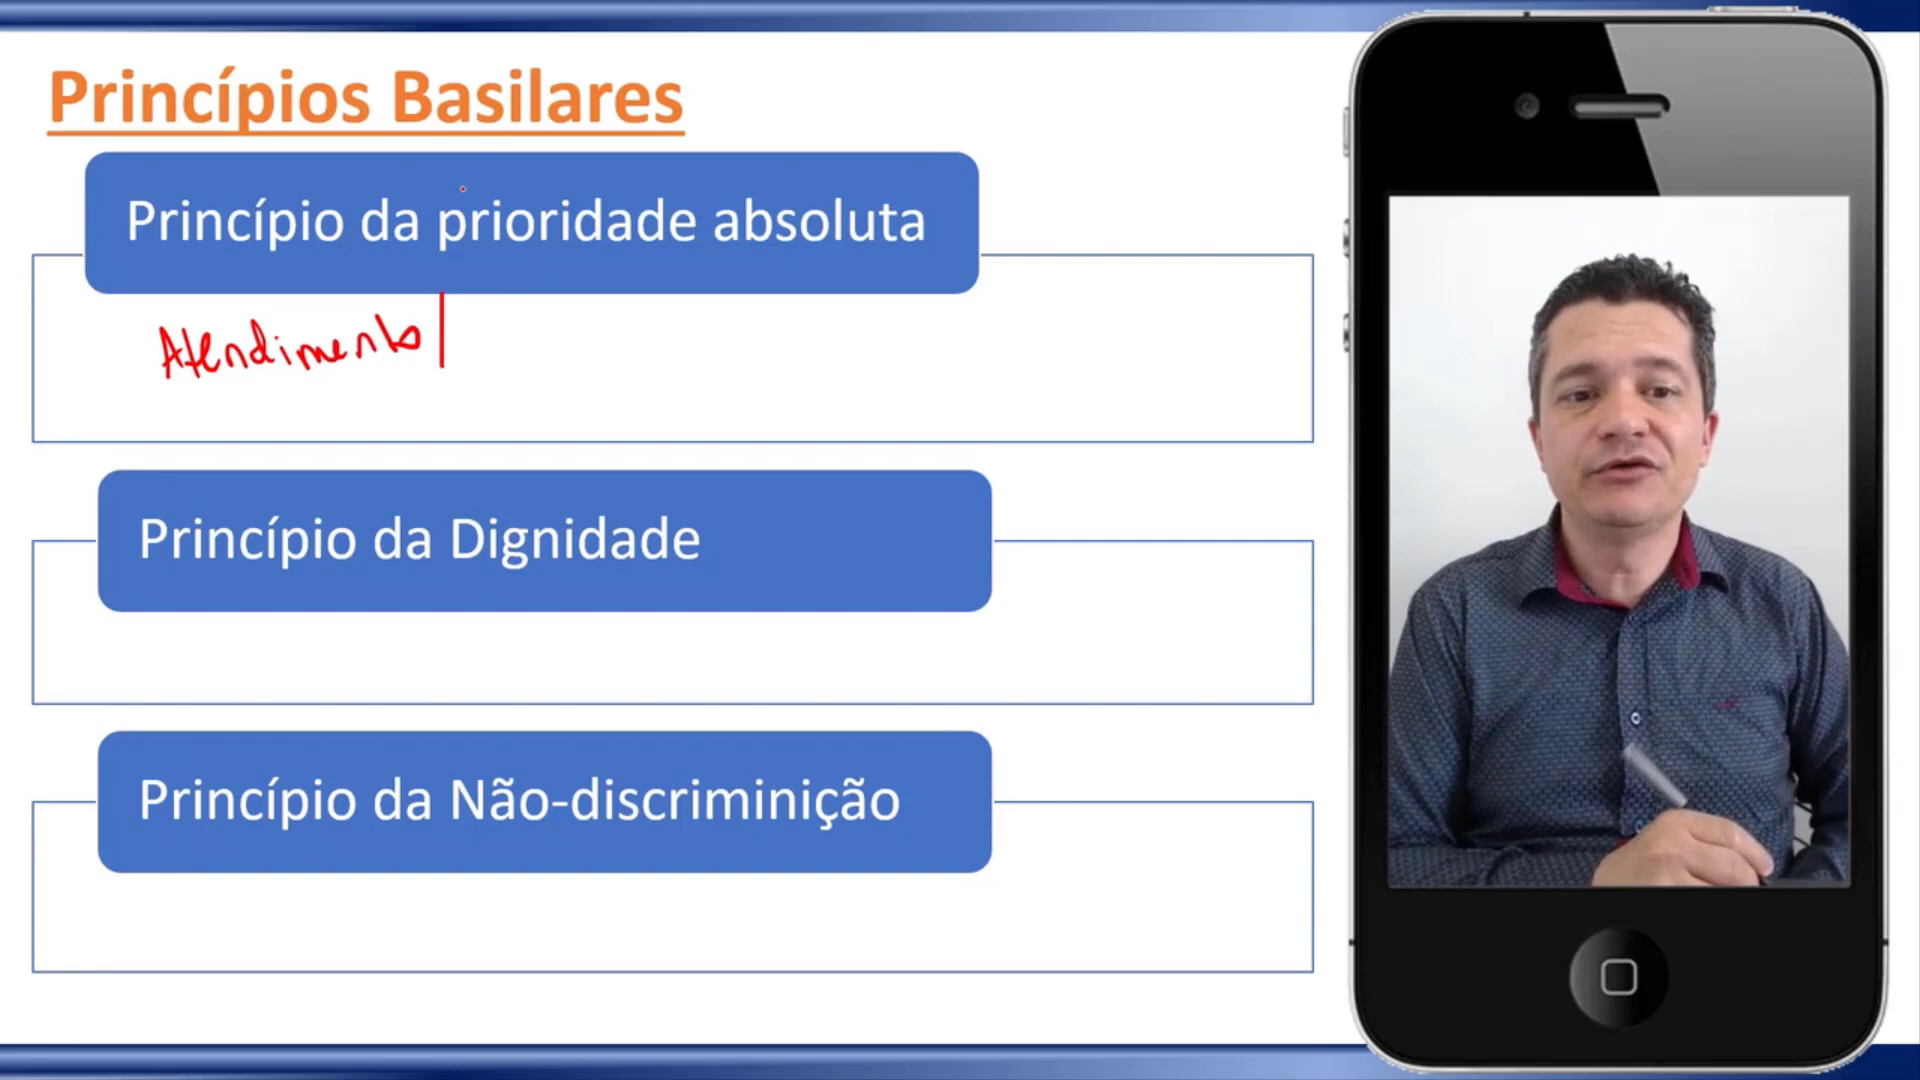 Princípios Basilares
Princípio da prioridade absoluta
Atendimento
Princípio da Dignidade
Princípio da Não-discriminição